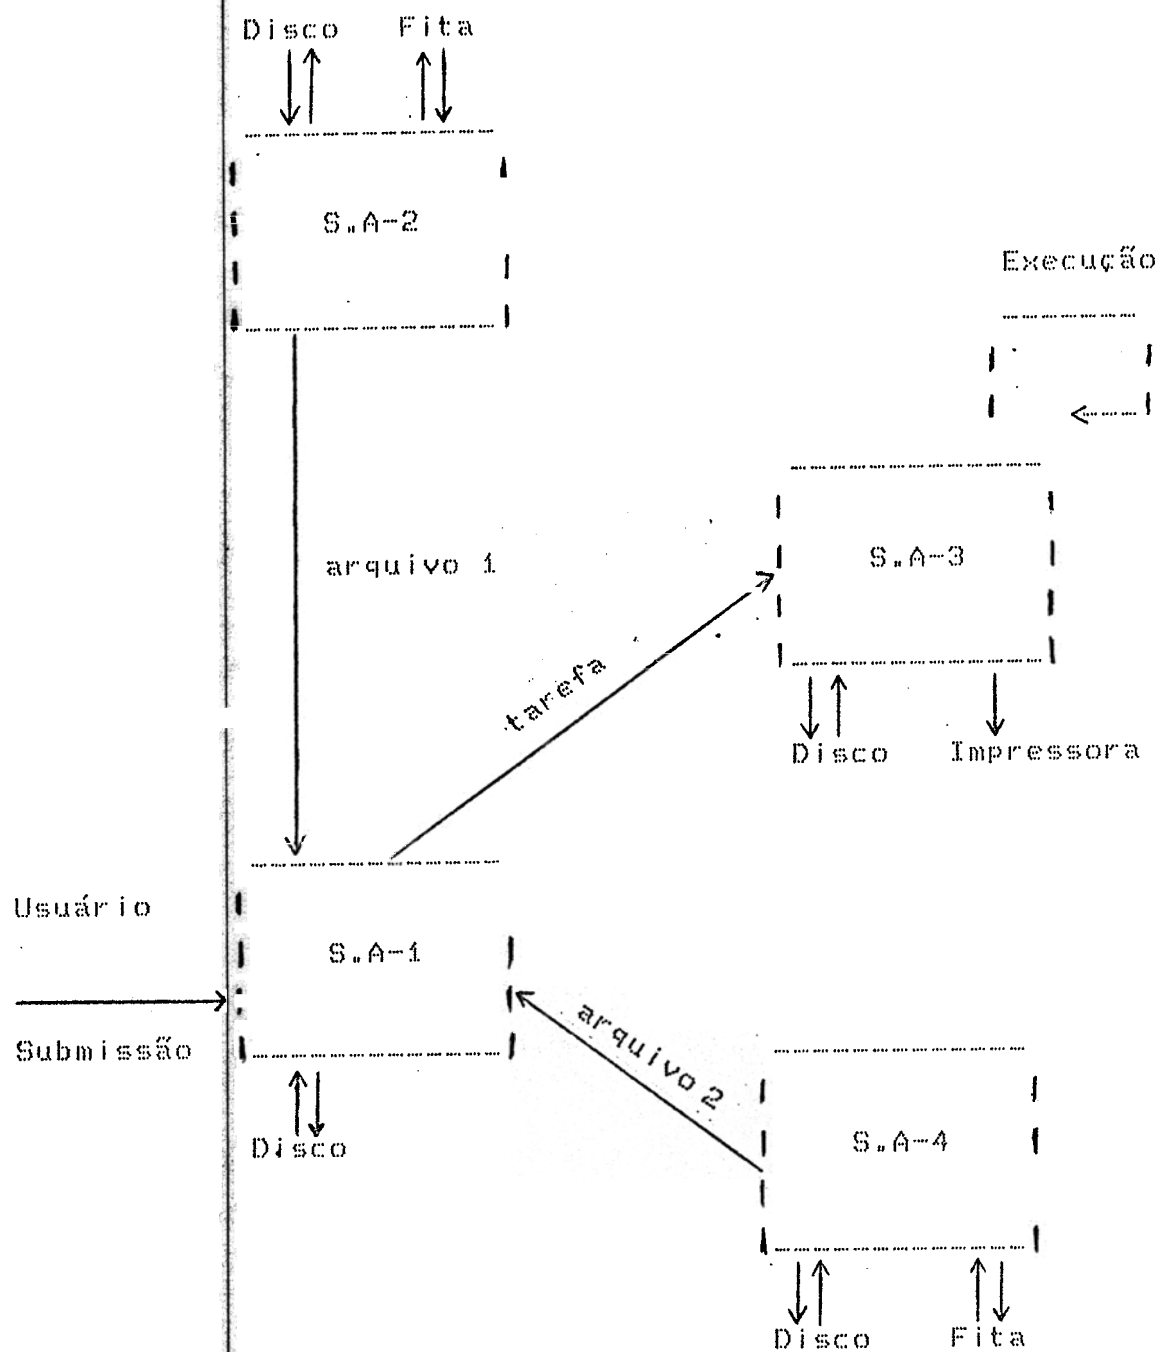 Disco Fita
S.A-2
Execução
arquivo 1
S.A-3
tarefa
Disco Impressora
Usuário
S.A-1
Submissão
arquivo 2
Disco
S.A-4
Disco Fita